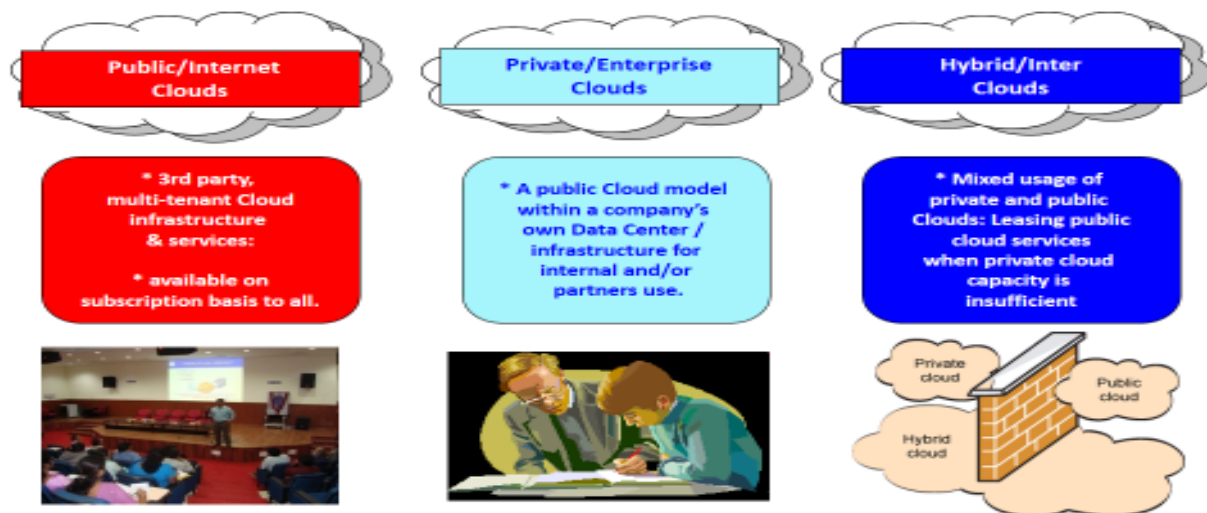 Public/Internet
Clouds
Private/Enterprise
Clouds
Hybrid/Inter
Clouds
* 3rd party,
multi-tenant Cloud
infrastructure
& services:
* available on
subscription basis to all.
* A public Cloud model
within a company's
own Data Center /
infrastructure for
internal and/or
partners use.
* Mixed usage of
private and public
Clouds: Leasing public
cloud services
when private cloud
capacity is
insufficient
Private
cloud
Public
cloud
Hybrid
cloud